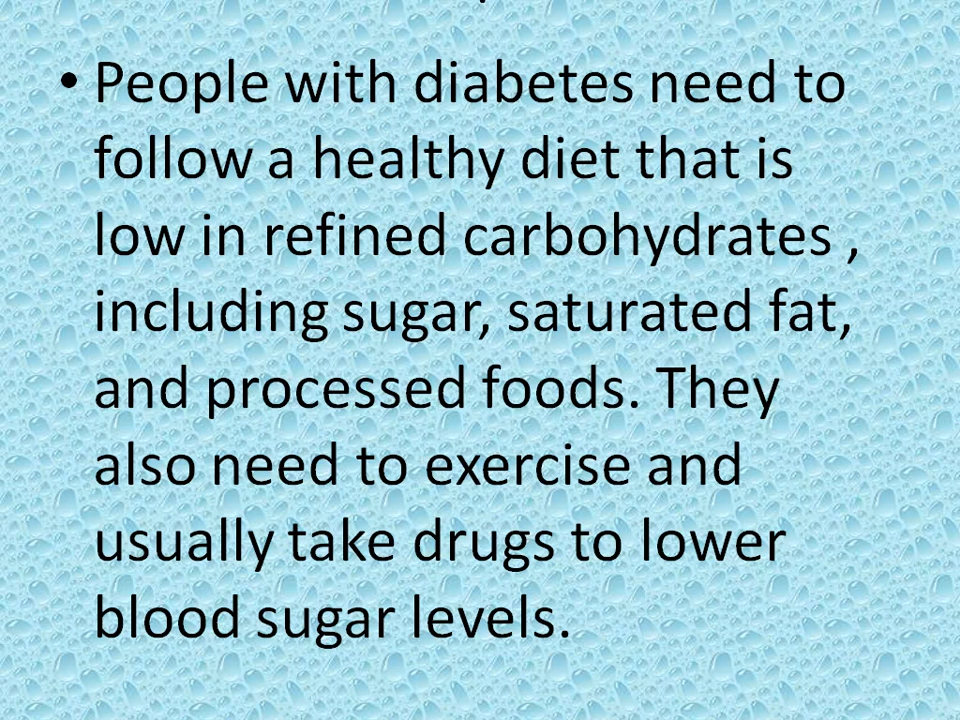 • People with diabetes need to
follow a healthy diet that is
low in refined carbohydrates ,
including sugar, saturated fat,
and processed foods. They
also need to exercise and
usually take drugs to lower
blood sugar levels.